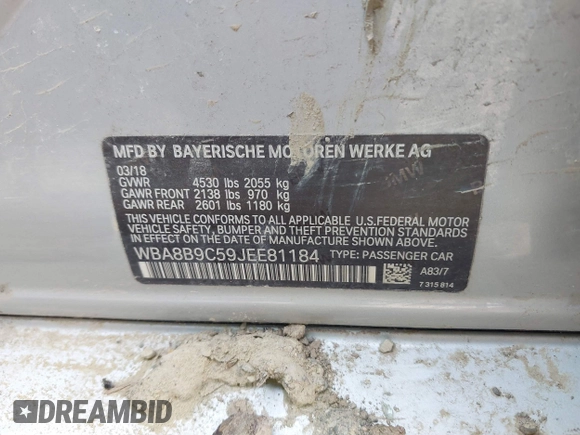 MFD BY BAYERISCHE MOTOREN WERKE AG
03/18
GVWR 4530 lbs 2055 kg
GAWR FRONT 2138 lbs 970 kg
GAWR REAR 2601 lbs 1180 kg
BMW
THIS VEHICLE CONFORMS TO ALL APPLICABLE U.S.FEDERAL MOTOR
VEHICLE SAFETY, BUMPER AND THEFT PREVENTION STANDARDS
IN EFFECT ON THE DATE OF MANUFACTURE SHOWN ABOVE.
WBA8B9C59JEE81184 TYPE: PASSENGER CAR
A83/7
7 315 814
DREAMBID